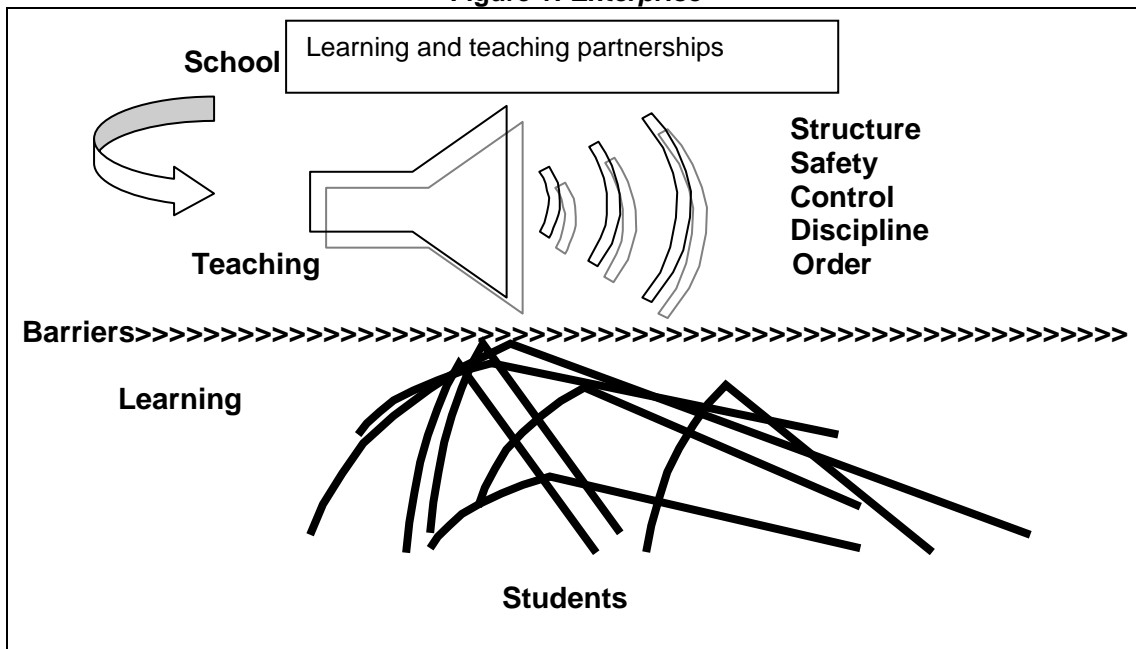 Figure 1: Enterprise
Learning and teaching partnerships
School
Structure
Safety
Control
Discipline
Order
Teaching
Barriers>>>>>>>>>>>>>>>>>>>>>>>>>>>>>>>>>>>>>>>>>>>>>>>>>>>>>>>>>>>>>>>>>>>>>
Learning
Students